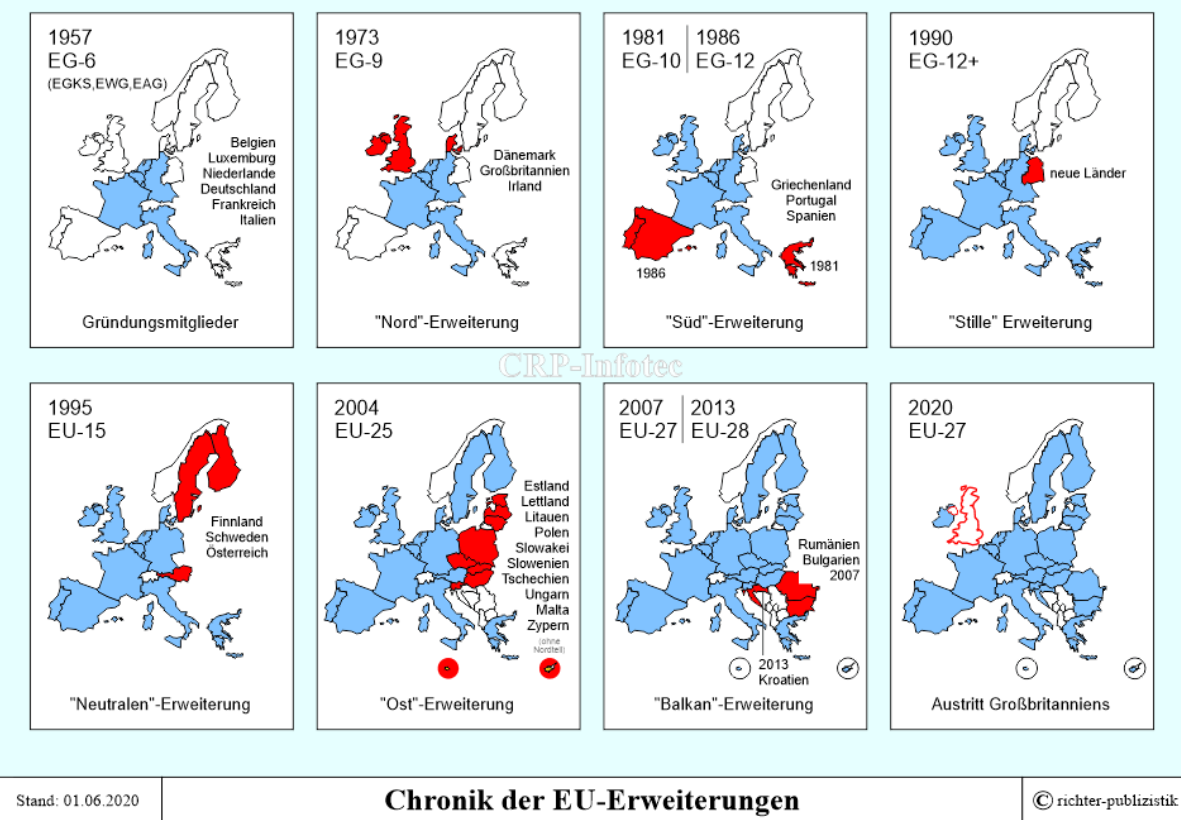 1957
EG-6
(EGKS,EWG,EAG)
Belgien
Luxemburg
Niederlande
Deutschland
Frankreich
Italien
Gründungsmitglieder
1973
EG-9
Dänemark
Großbritannien
Irland
"Nord"-Erweiterung
1981 | 1986
EG-10 | EG-12
Griechenland
Portugal
Spanien
1986
1981
"Süd"-Erweiterung
1990
EG-12+
neue Länder
"Stille" Erweiterung
CRP-Infotec
1995
EU-15
Finnland
Schweden
Österreich
"Neutralen"-Erweiterung
2004
EU-25
Estland
Lettland
Litauen
Polen
Slowakei
Slowenien
Tschechien
Ungarn
Malta
Zypern
(ohne
Nordteil)
"Ost"-Erweiterung
2007 | 2013
EU-27 | EU-28
Rumänien
Bulgarien
2007
2013
Kroatien
"Balkan"-Erweiterung
2020
EU-27
Austritt Großbritanniens
Stand: 01.06.2020
Chronik der EU-Erweiterungen
© richter-publizistik